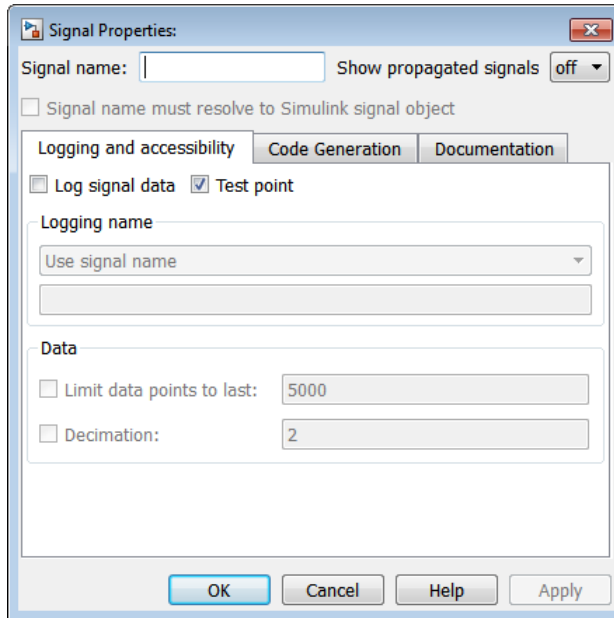 Signal Properties:
Signal name: Show propagated signals off
Signal name must resolve to Simulink signal object
Logging and accessibility Code Generation Documentation
Log signal data Test point
Logging name
Use signal name
Data
Limit data points to last: 5000
Decimation: 2
OK Cancel Help Apply